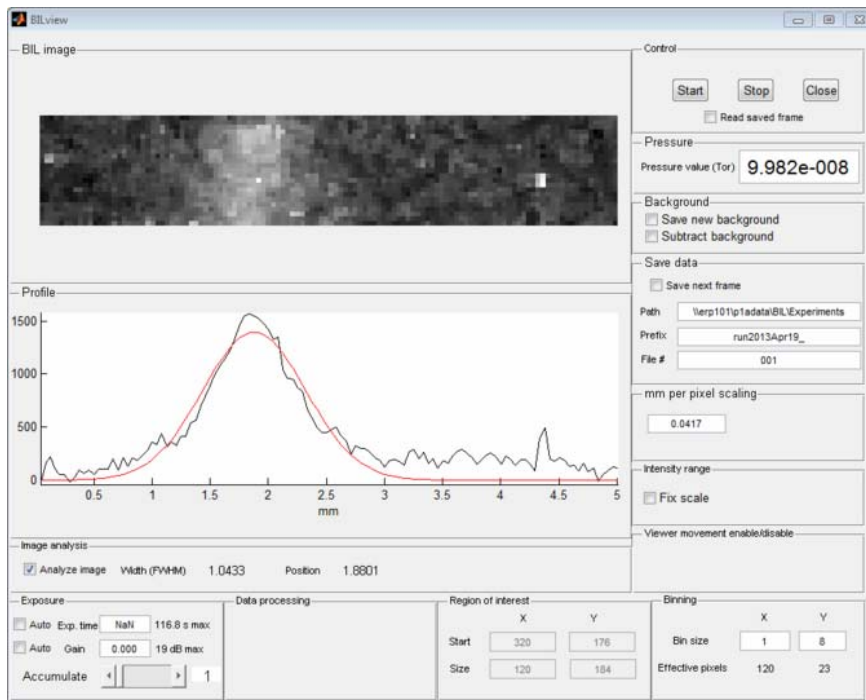 BILview
BIL image
Control
Start Stop Close
Read saved frame
Pressure
Pressure value (Tor) 9.982e-008
Background
Save new background
Subtract background
Save data
Save next frame
Path \\erp101\p1adata\BIL\Experiments
Prefix run2013Apr19_
File # 001
mm per pixel scaling
0.0417
Intensity range
Fix scale
Viewer movement enable/disable
Profile
1500
1000
500
0
0.5 1 1.5 2 2.5 3 3.5 4 4.5 5
mm
Image analysis
Analyze image Width (FWHM) 1.0433 Position 1.8801
Exposure
Auto Exp. time NaN 116.8 s max
Auto Gain 0.000 19 dB max
Accumulate 1
Data processing
Region of interest
X Y
Start 320 176
Size 120 184
Binning
X Y
Bin size 1 8
Effective pixels 120 23